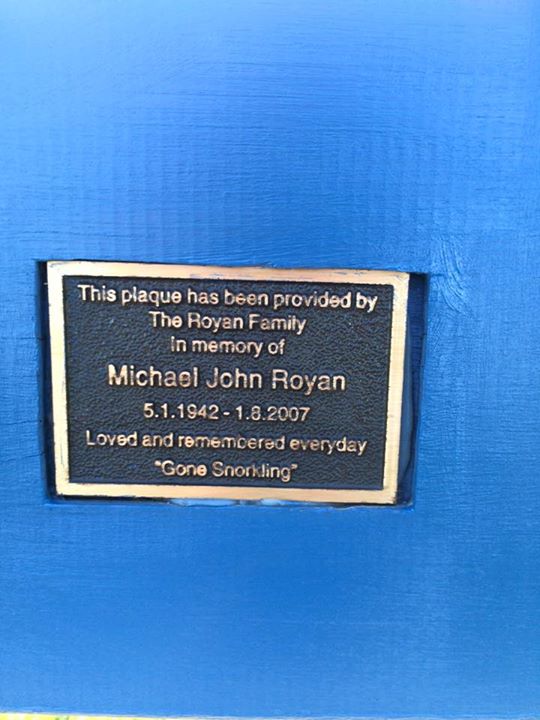 This plaque has been provided by
The Royan Family
In memory of
Michael John Royan
5.1.1942 - 1.8.2007
Loved and remembered everyday
"Gone Snorkling"